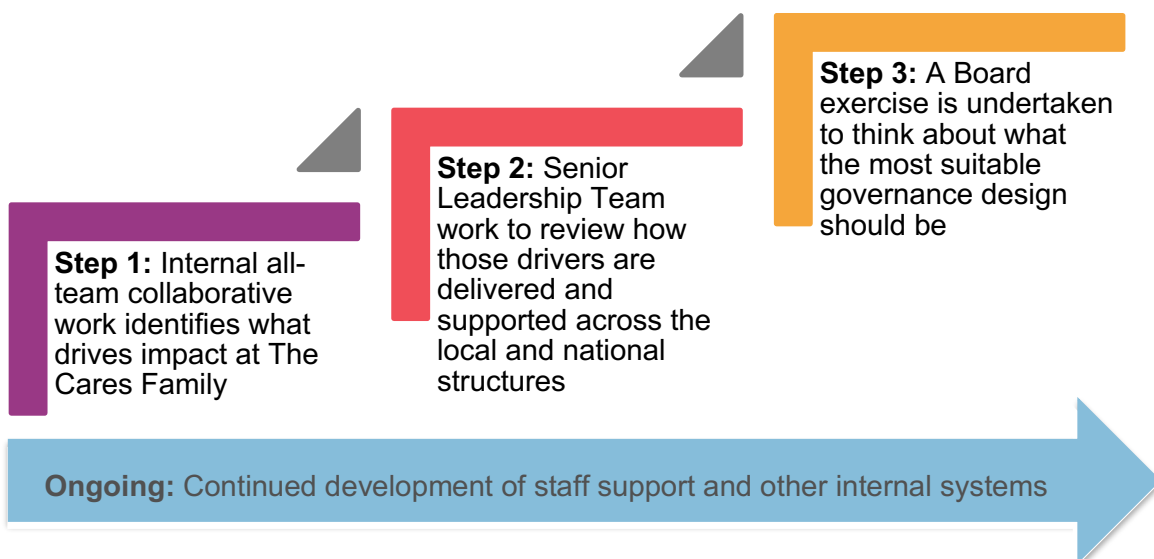 Step 1: Internal all-
team collaborative
work identifies what
drives impact at The
Cares Family
Step 2: Senior
Leadership Team
work to review how
those drivers are
delivered and
supported across the
local and national
structures
Step 3: A Board
exercise is undertaken
to think about what
the most suitable
governance design
should be
Ongoing: Continued development of staff support and other internal systems